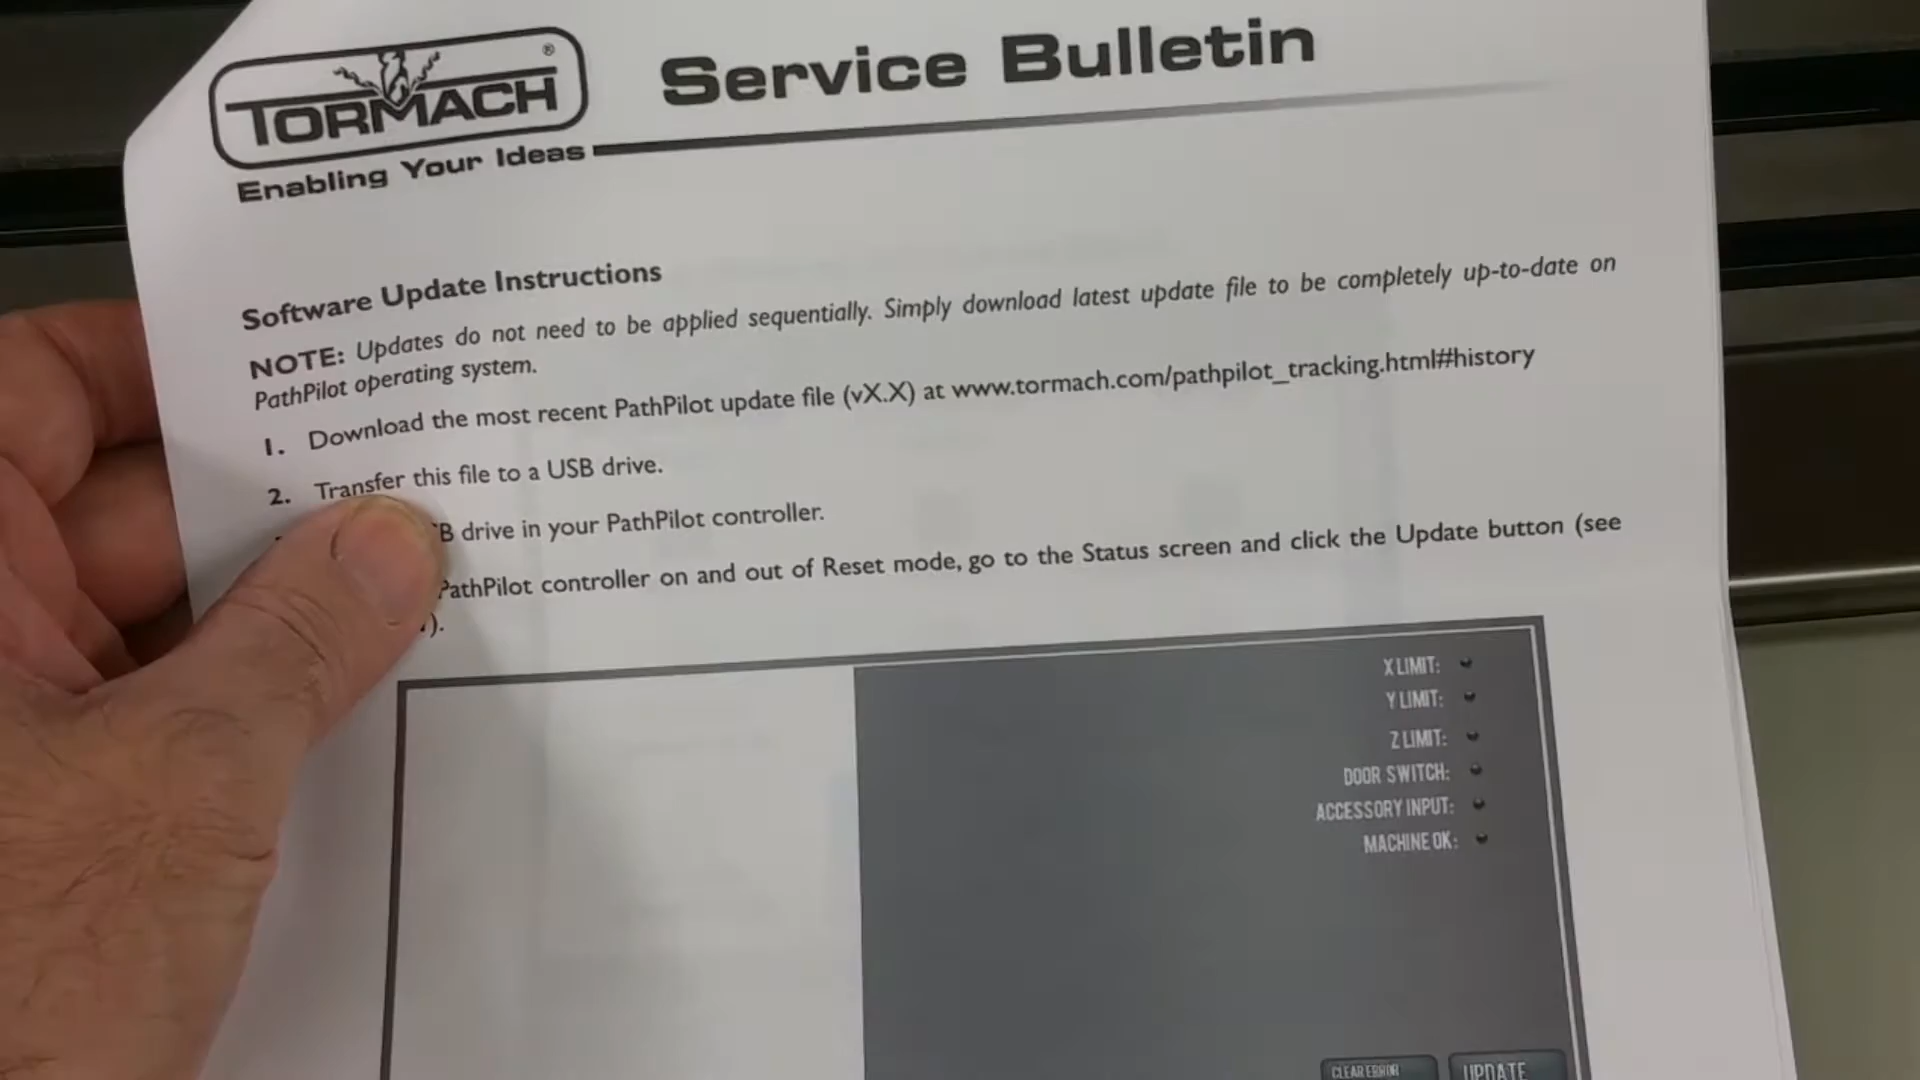 TORMACH®
Enabling Your Ideas
Service Bulletin
Software Update Instructions
NOTE: Updates do not need to be applied sequentially. Simply download latest update file to be completely up-to-date on
PathPilot operating system.
1. Download the most recent PathPilot update file (vX.X) at www.tormach.com/pathpilot_tracking.html#history
2. Transfer this file to a USB drive.
B drive in your PathPilot controller.
PathPilot controller on and out of Reset mode, go to the Status screen and click the Update button (see
).
X LIMIT:
Y LIMIT:
Z LIMIT:
DOOR SWITCH:
ACCESSORY INPUT:
MACHINE OK:
CLEAR ERROR
UPDATE